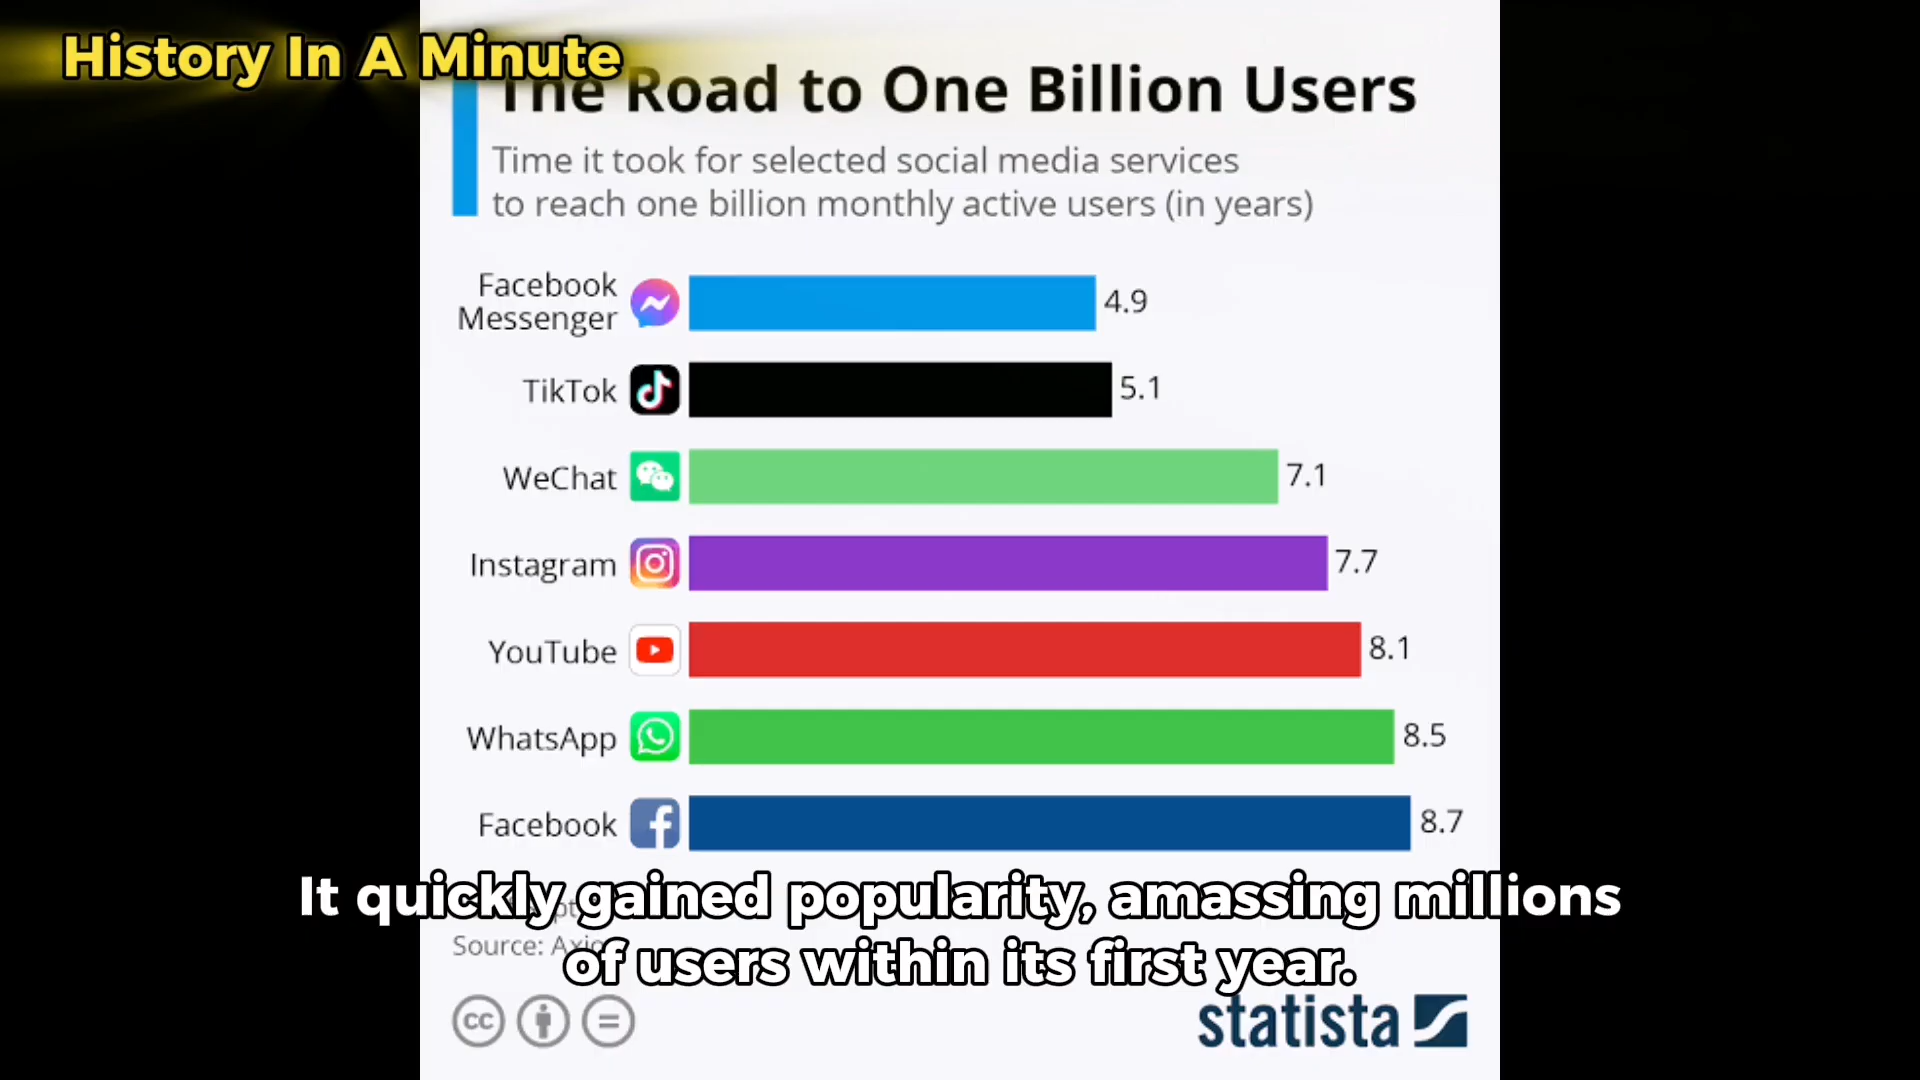 History In A Minute
The Road to One Billion Users
Time it took for selected social media services
to reach one billion monthly active users (in years)
Facebook
Messenger
4.9
TikTok
5.1
WeChat
7.1
Instagram
7.7
YouTube
8.1
WhatsApp
8.5
Facebook
8.7
It quickly gained popularity, amassing millions
Source:
of users within its first year.
cc
statista